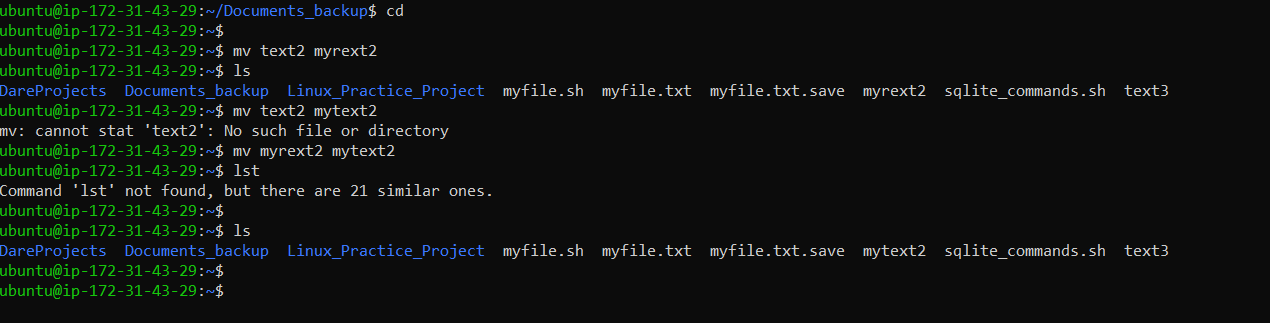 ubuntu@ip-172-31-43-29:~/Documents_backup$ cd
ubuntu@ip-172-31-43-29:~$
ubuntu@ip-172-31-43-29:~$ mv text2 myrext2
ubuntu@ip-172-31-43-29:~$ ls
DareProjects  Documents_backup  Linux_Practice_Project  myfile.sh  myfile.txt  myfile.txt.save  myrext2  sqlite_commands.sh  text3
ubuntu@ip-172-31-43-29:~$ mv text2 mytext2
mv: cannot stat 'text2': No such file or directory
ubuntu@ip-172-31-43-29:~$ mv myrext2 mytext2
ubuntu@ip-172-31-43-29:~$ lst
Command 'lst' not found, but there are 21 similar ones.
ubuntu@ip-172-31-43-29:~$
ubuntu@ip-172-31-43-29:~$ ls
DareProjects  Documents_backup  Linux_Practice_Project  myfile.sh  myfile.txt  myfile.txt.save  mytext2  sqlite_commands.sh  text3
ubuntu@ip-172-31-43-29:~$
ubuntu@ip-172-31-43-29:~$